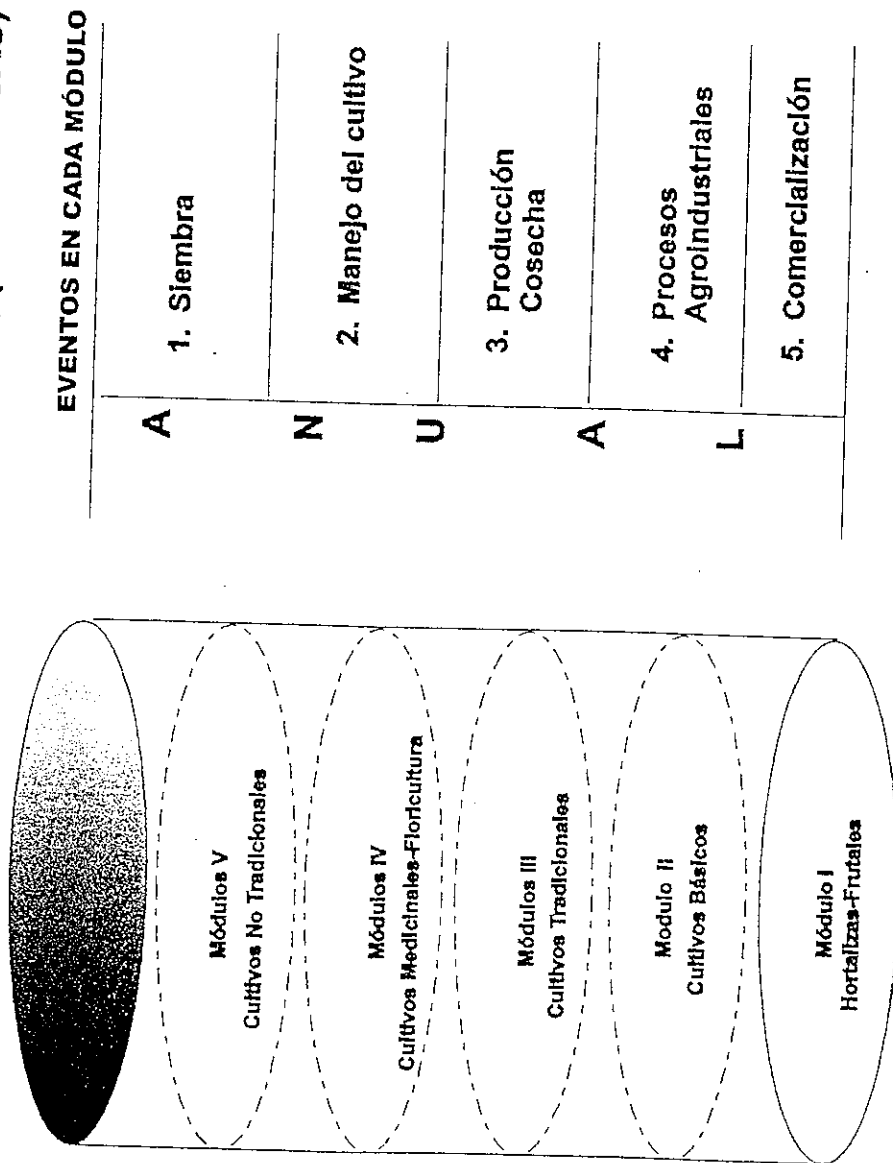 EVENTOS EN CADA MÓDULO
A
N
U
A
L
1. Siembra
2. Manejo del cultivo
3. Producción
Cosecha
4. Procesos
Agroindustriales
5. Comercialización
Módulos V
Cultivos No Tradicionales
Módulos IV
Cultivos Medicinales-Floricultura
Módulos III
Cultivos Tradicionales
Modulo II
Cultivos Básicos
Módulo I
Hortalizas-Frutales